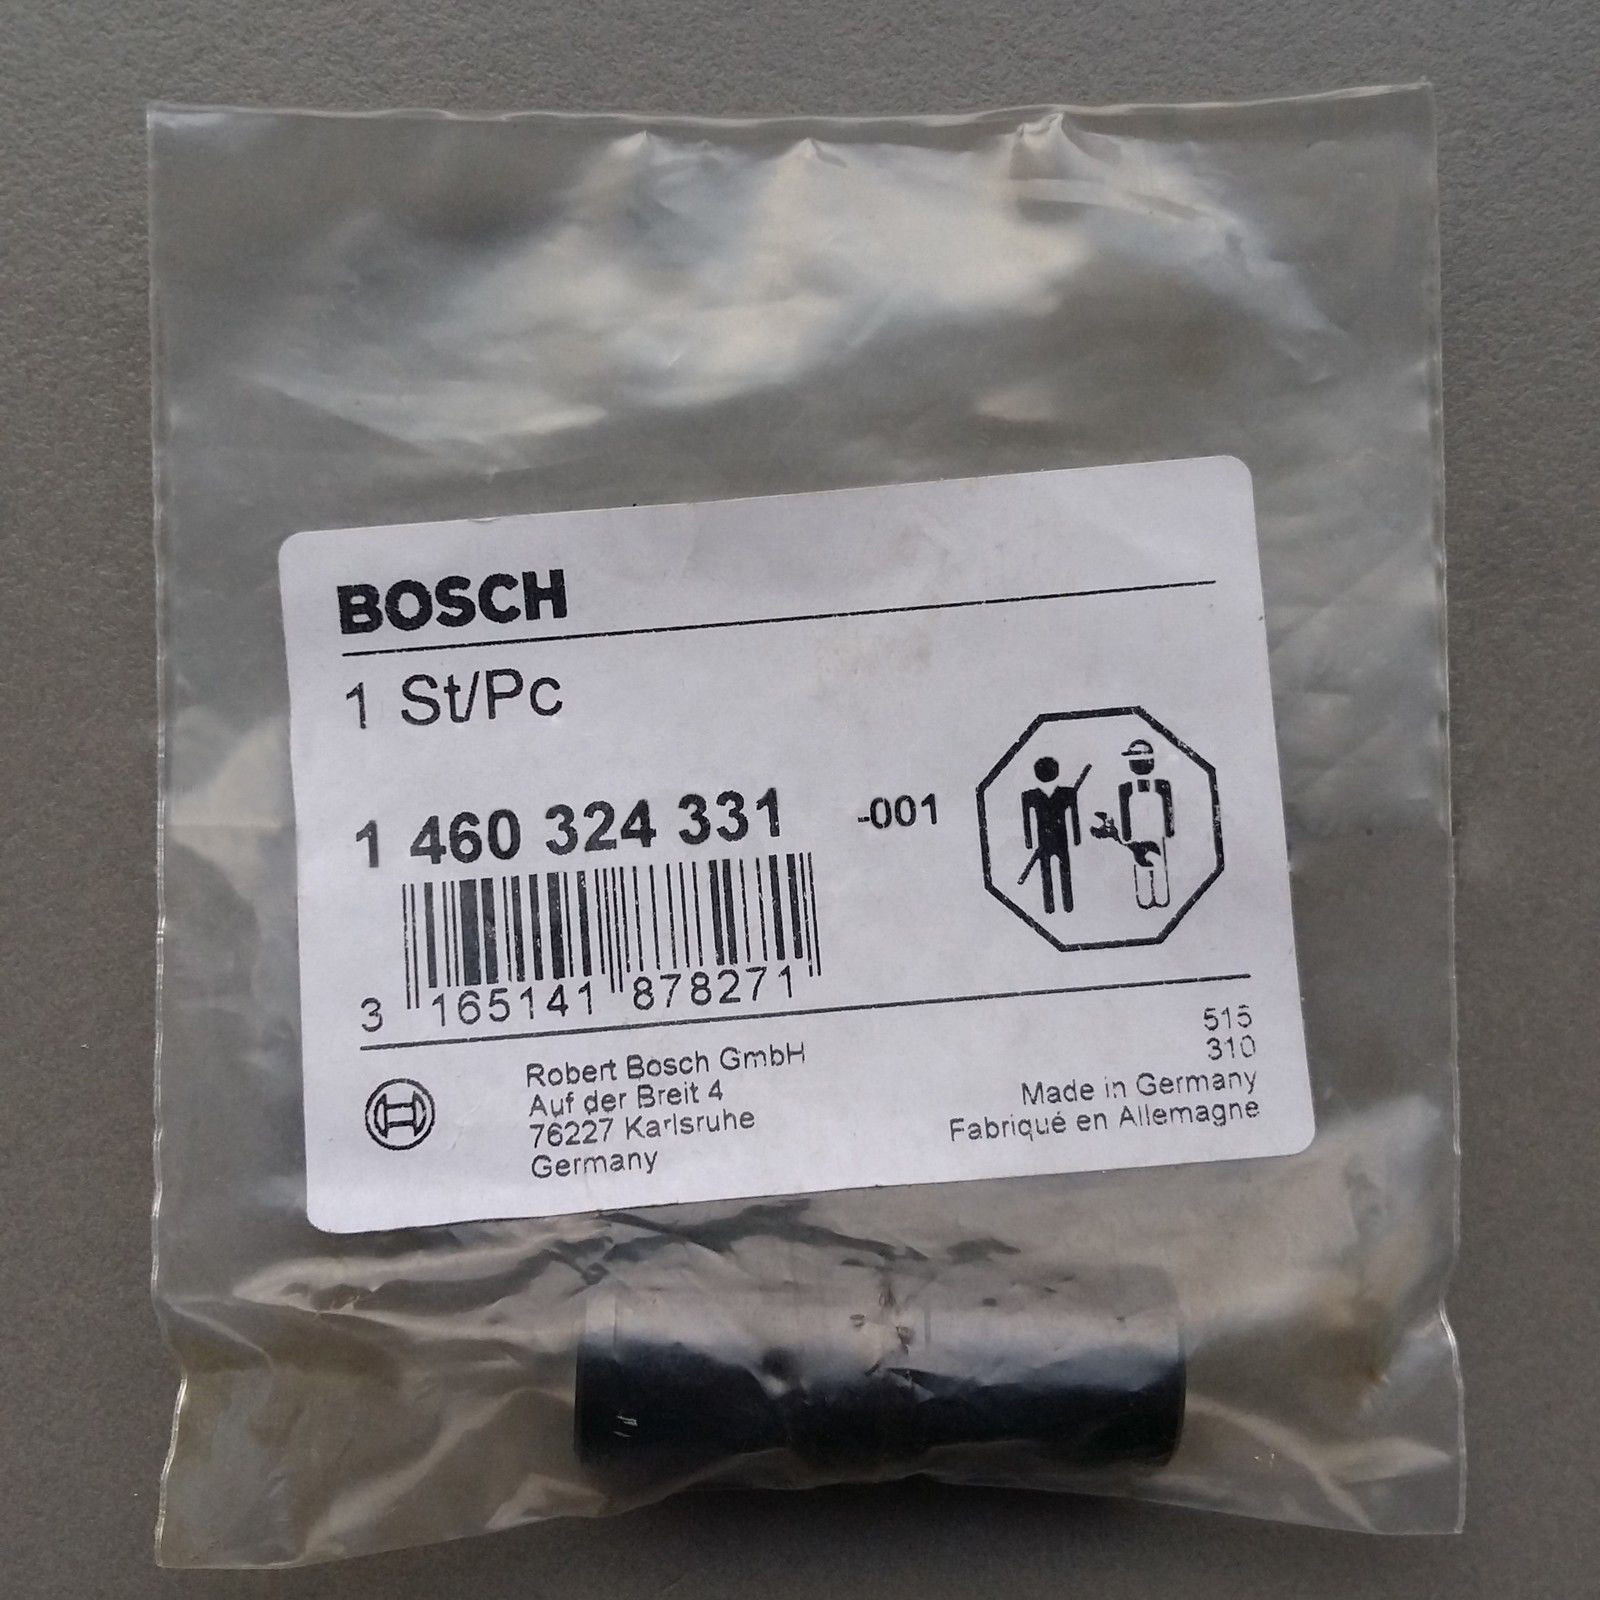 BOSCH
1 St/Pc
1 460 324 331 -001
3 165141 878271
515
310
Robert Bosch GmbH
Auf der Breit 4
76227 Karlsruhe
Germany
Made in Germany
Fabriqué en Allemagne